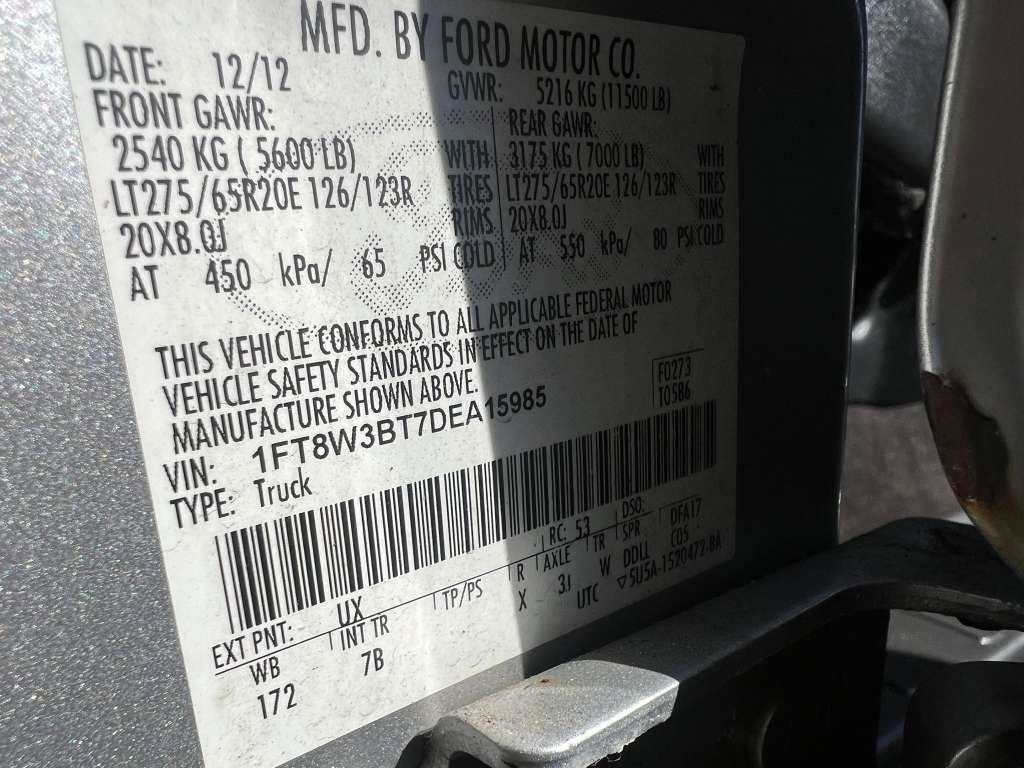 MFD. BY FORD MOTOR CO.
DATE: 12/12 GVWR: 5216 KG (11500 LB)
FRONT GAWR: REAR GAWR:
2540 KG ( 5600 LB) WITH 3175 KG ( 7000 LB) WITH
LT275/65R20E 126/123R TIRES LT275/65R20E 126/123R TIRES
20X8.0J RIMS 20X8.0J RIMS
AT 450 kPa/ 65 PSI COLD AT 550 kPa/ 80 PSI COLD
THIS VEHICLE CONFORMS TO ALL APPLICABLE FEDERAL MOTOR
VEHICLE SAFETY STANDARDS IN EFFECT ON THE DATE OF
MANUFACTURE SHOWN ABOVE.
F0273
T0586
VIN: 1FT8W3BT7DEA15985
TYPE: Truck
EXT PNT: UX RC: 53 DSO:
WB INT TR TP/PS R AXLE TR SPR DFA17
172 7B X 3J W DDLL C05
UTC ▽5U5A-1520472-BA